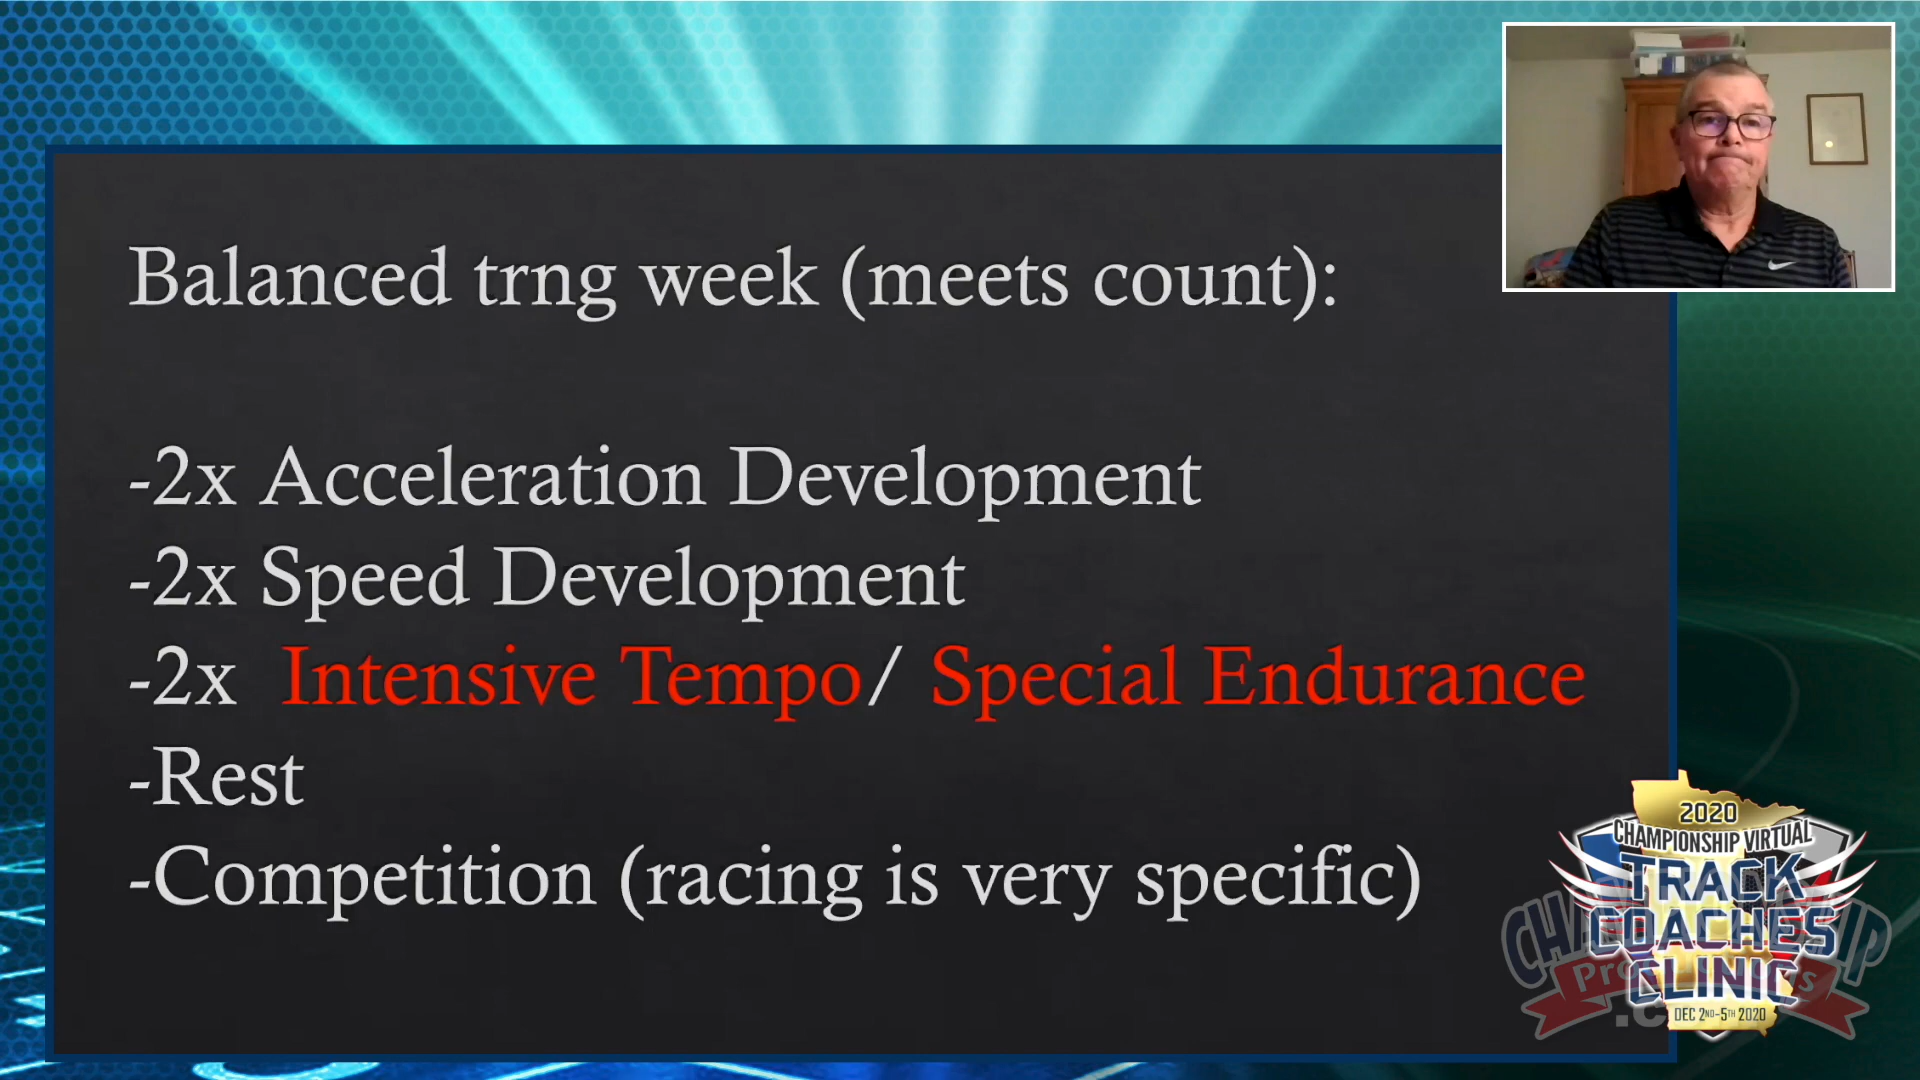 Balanced trng week (meets count):
-2x Acceleration Development
-2x Speed Development
-2x Intensive Tempo/ Special Endurance
-Rest
-Competition (racing is very specific)
2020
CHAMPIONSHIP VIRTUAL
TRACK
COACHES
CLINIC
DEC 2ND-5TH 2020